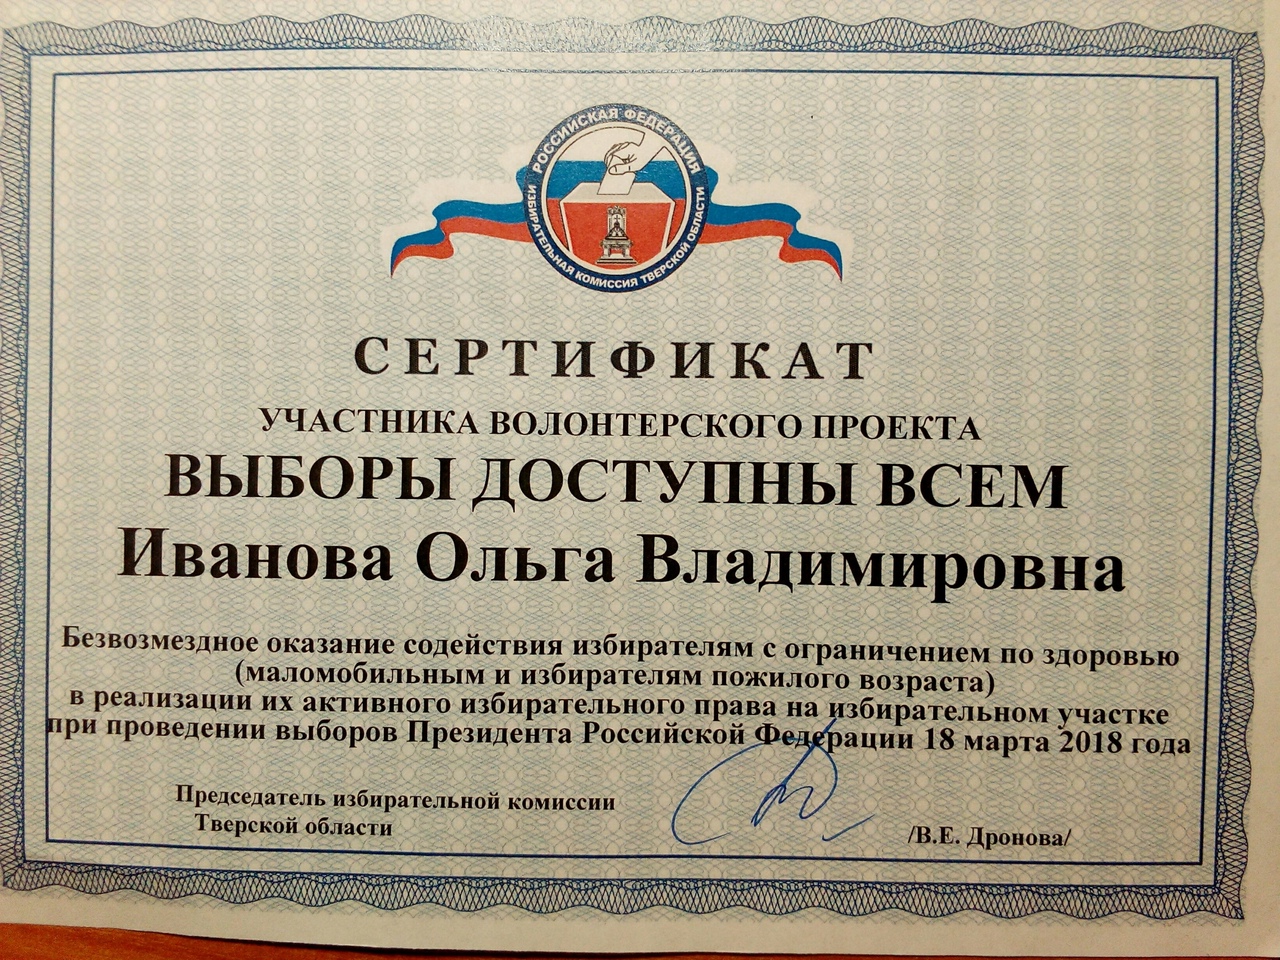 РОССИЙСКАЯ ФЕДЕРАЦИЯ
ИЗБИРАТЕЛЬНАЯ КОМИССИЯ ТВЕРСКОЙ ОБЛАСТИ
СЕРТИФИКАТ
УЧАСТНИКА ВОЛОНТЕРСКОГО ПРОЕКТА
ВЫБОРЫ ДОСТУПНЫ ВСЕМ
Иванова Ольга Владимировна
Безвозмездное оказание содействия избирателям с ограничением по здоровью
(маломобильным и избирателям пожилого возраста)
в реализации их активного избирательного права на избирательном участке
при проведении выборов Президента Российской Федерации 18 марта 2018 года
Председатель избирательной комиссии
Тверской области
/В.Е. Дронова/